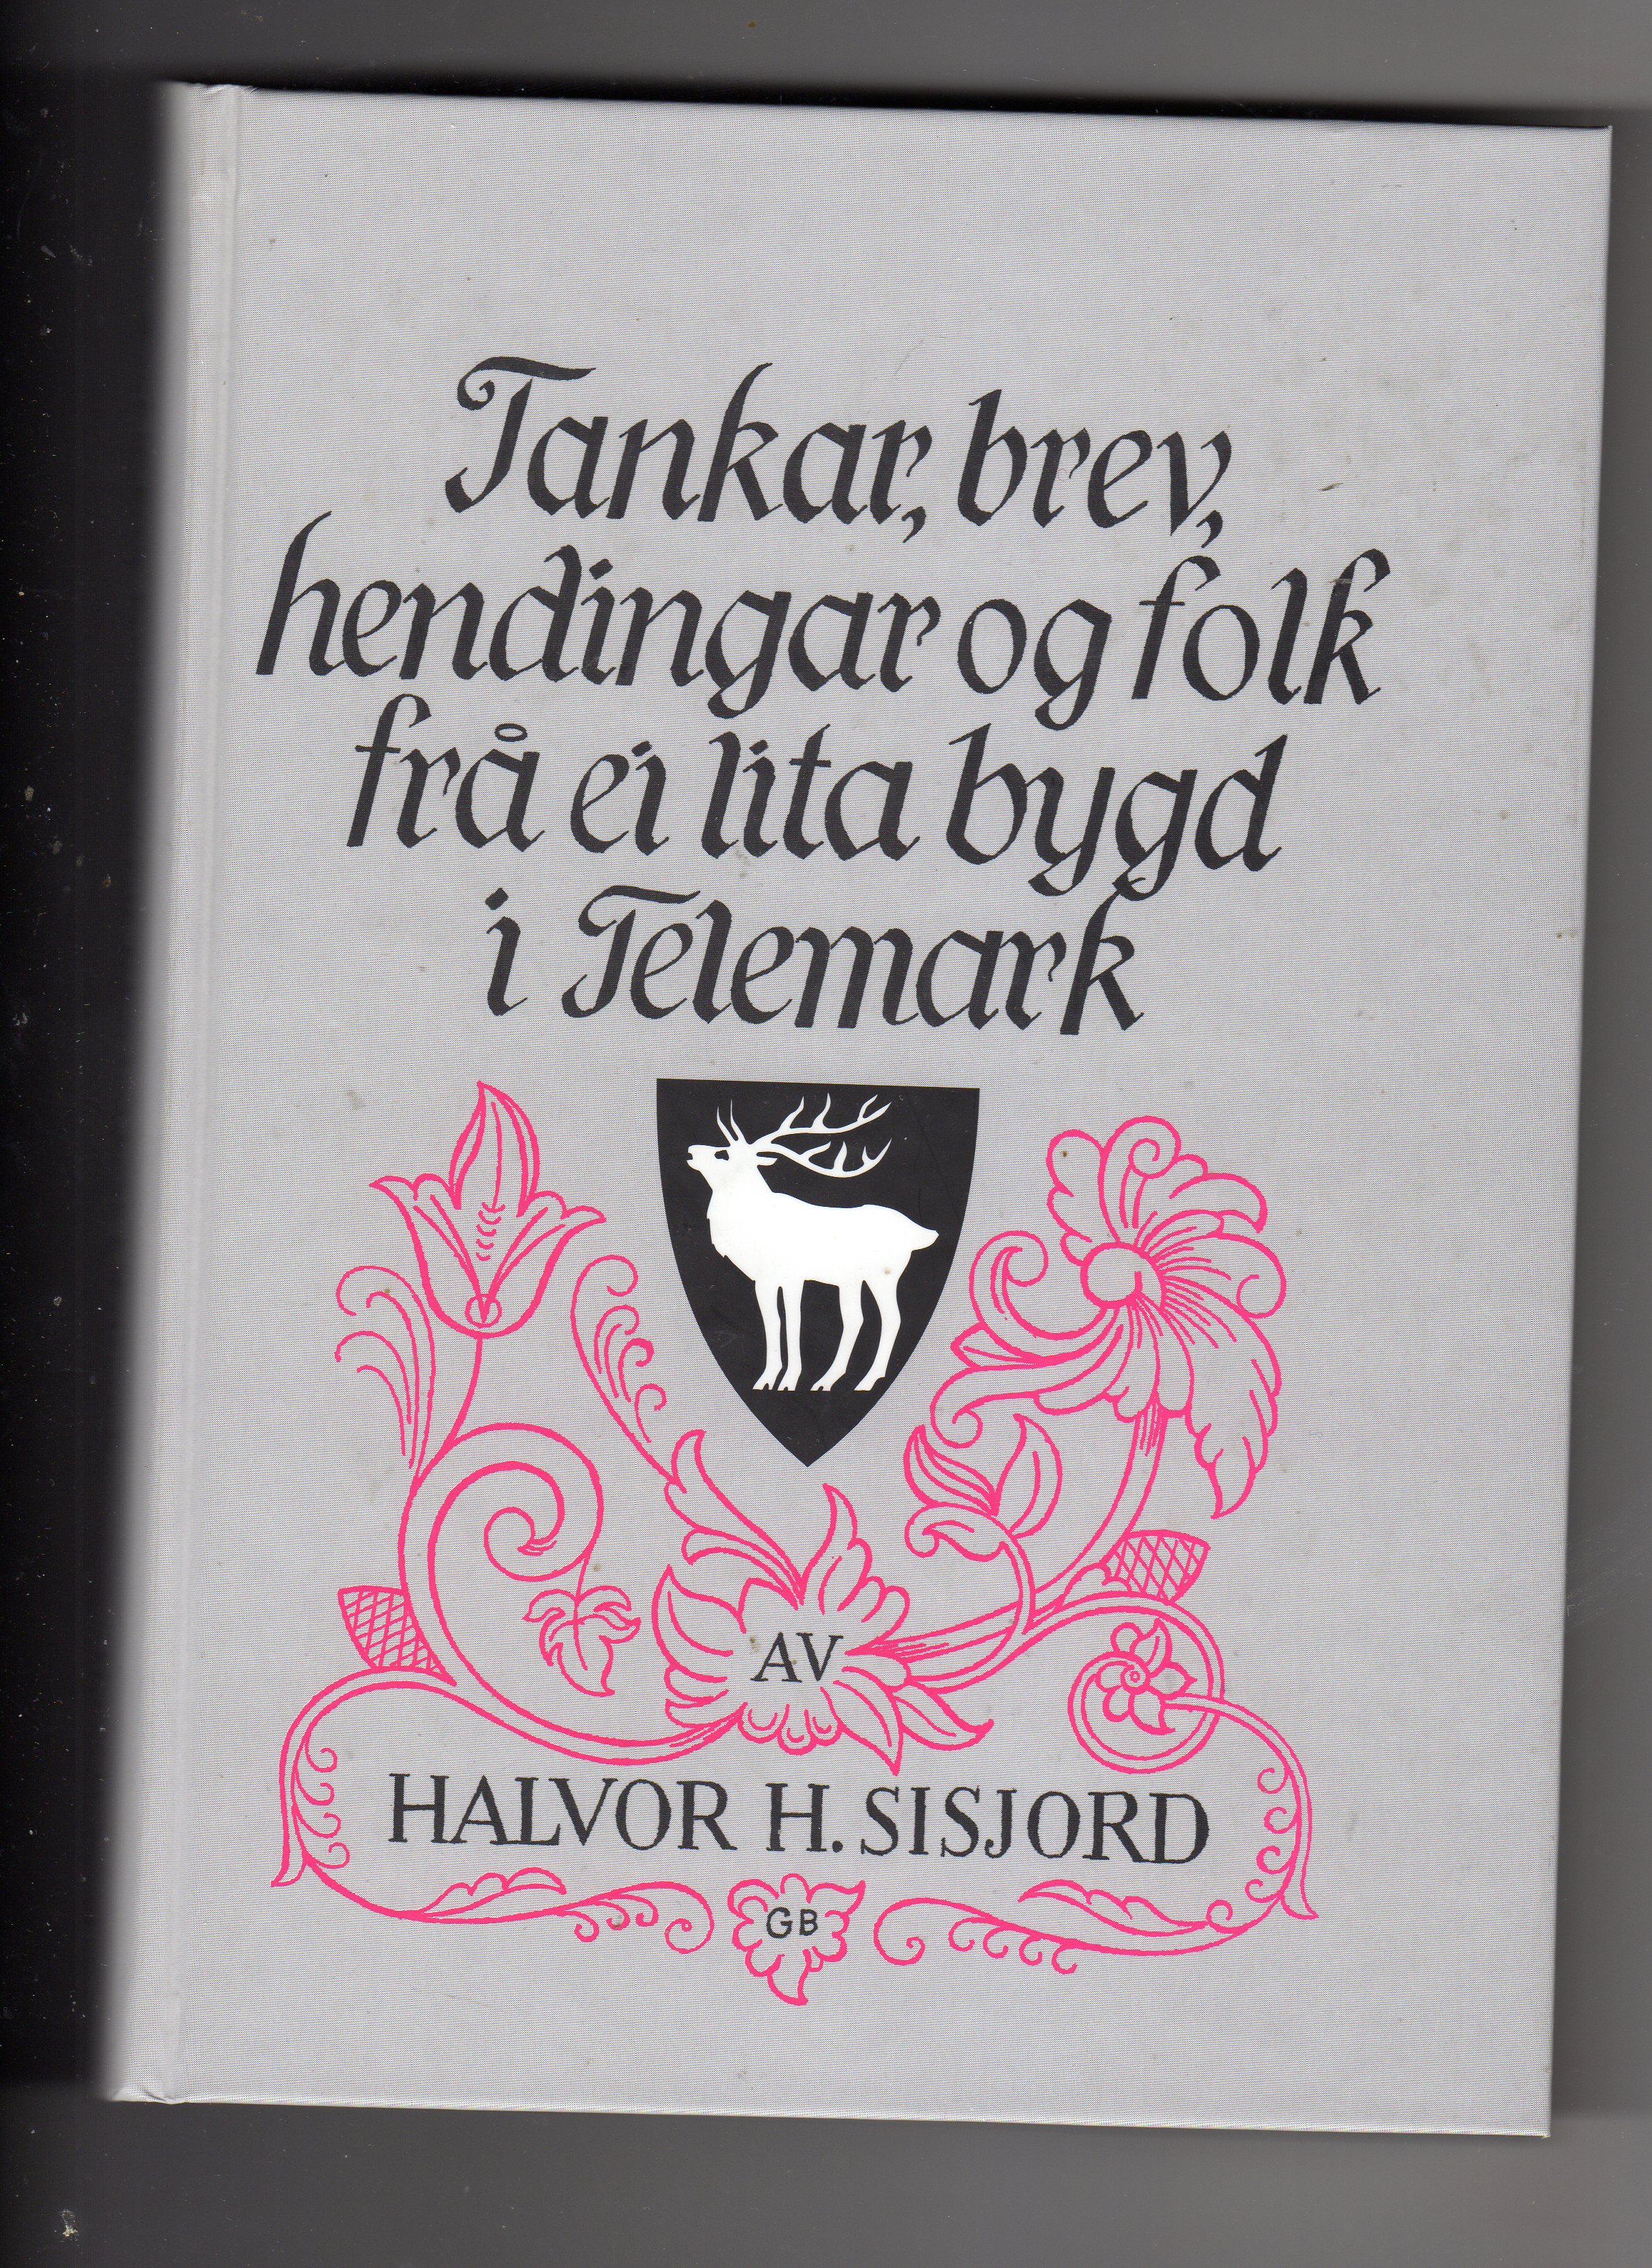 Tankar, brev,
hendingar og folk
frå ei lita bygd
i Telemark
AV
HALVOR H. SISJORD
GB